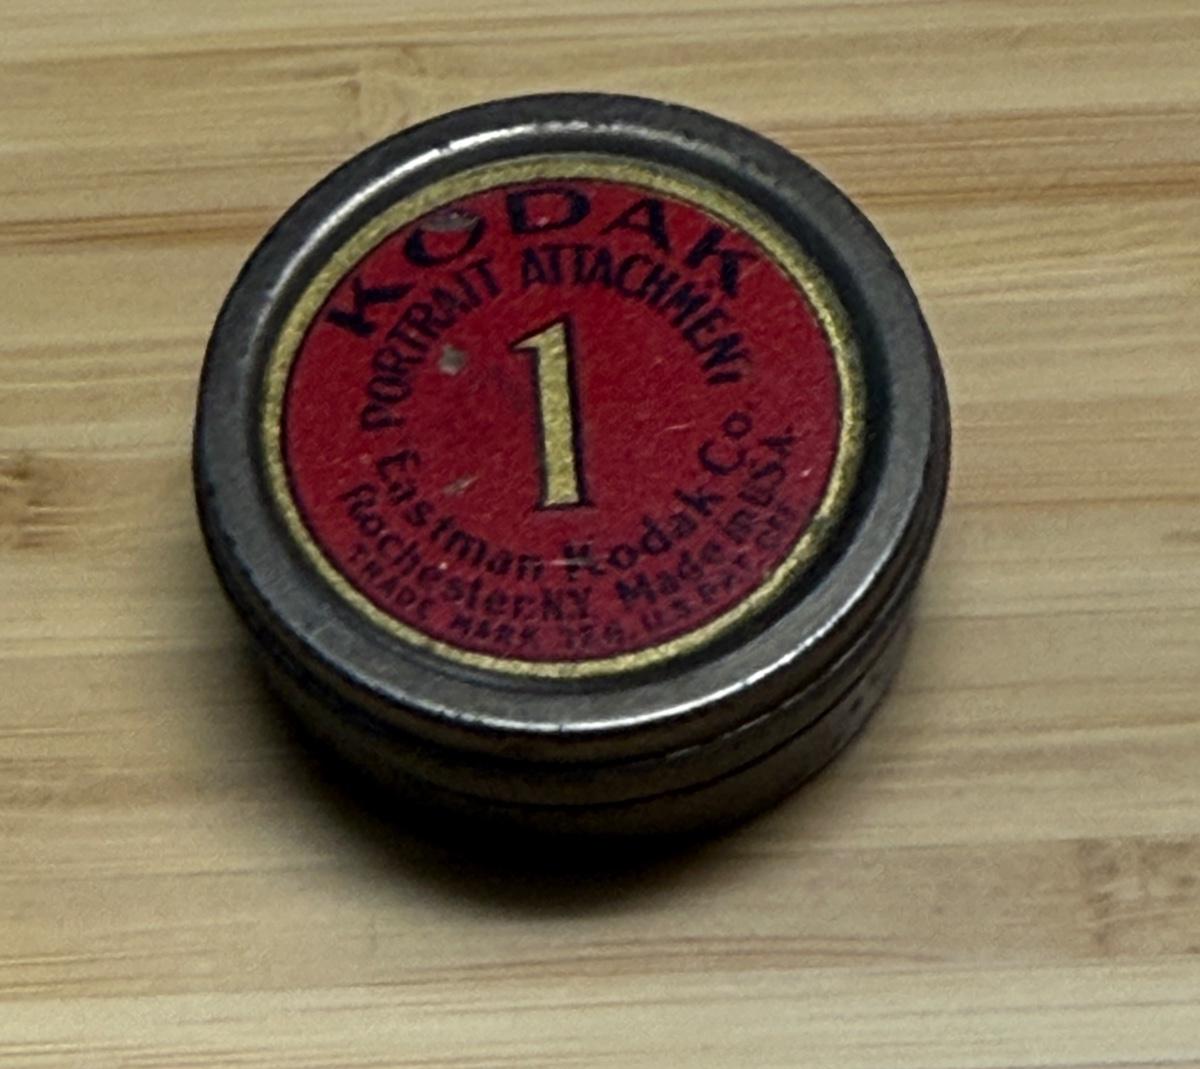 KODAK
PORTRAIT ATTACHMENT
1
Eastman Kodak Co.
Rochester, N.Y. Made in U.S.A.
TRADE MARK REG. U.S. PAT. OFF.